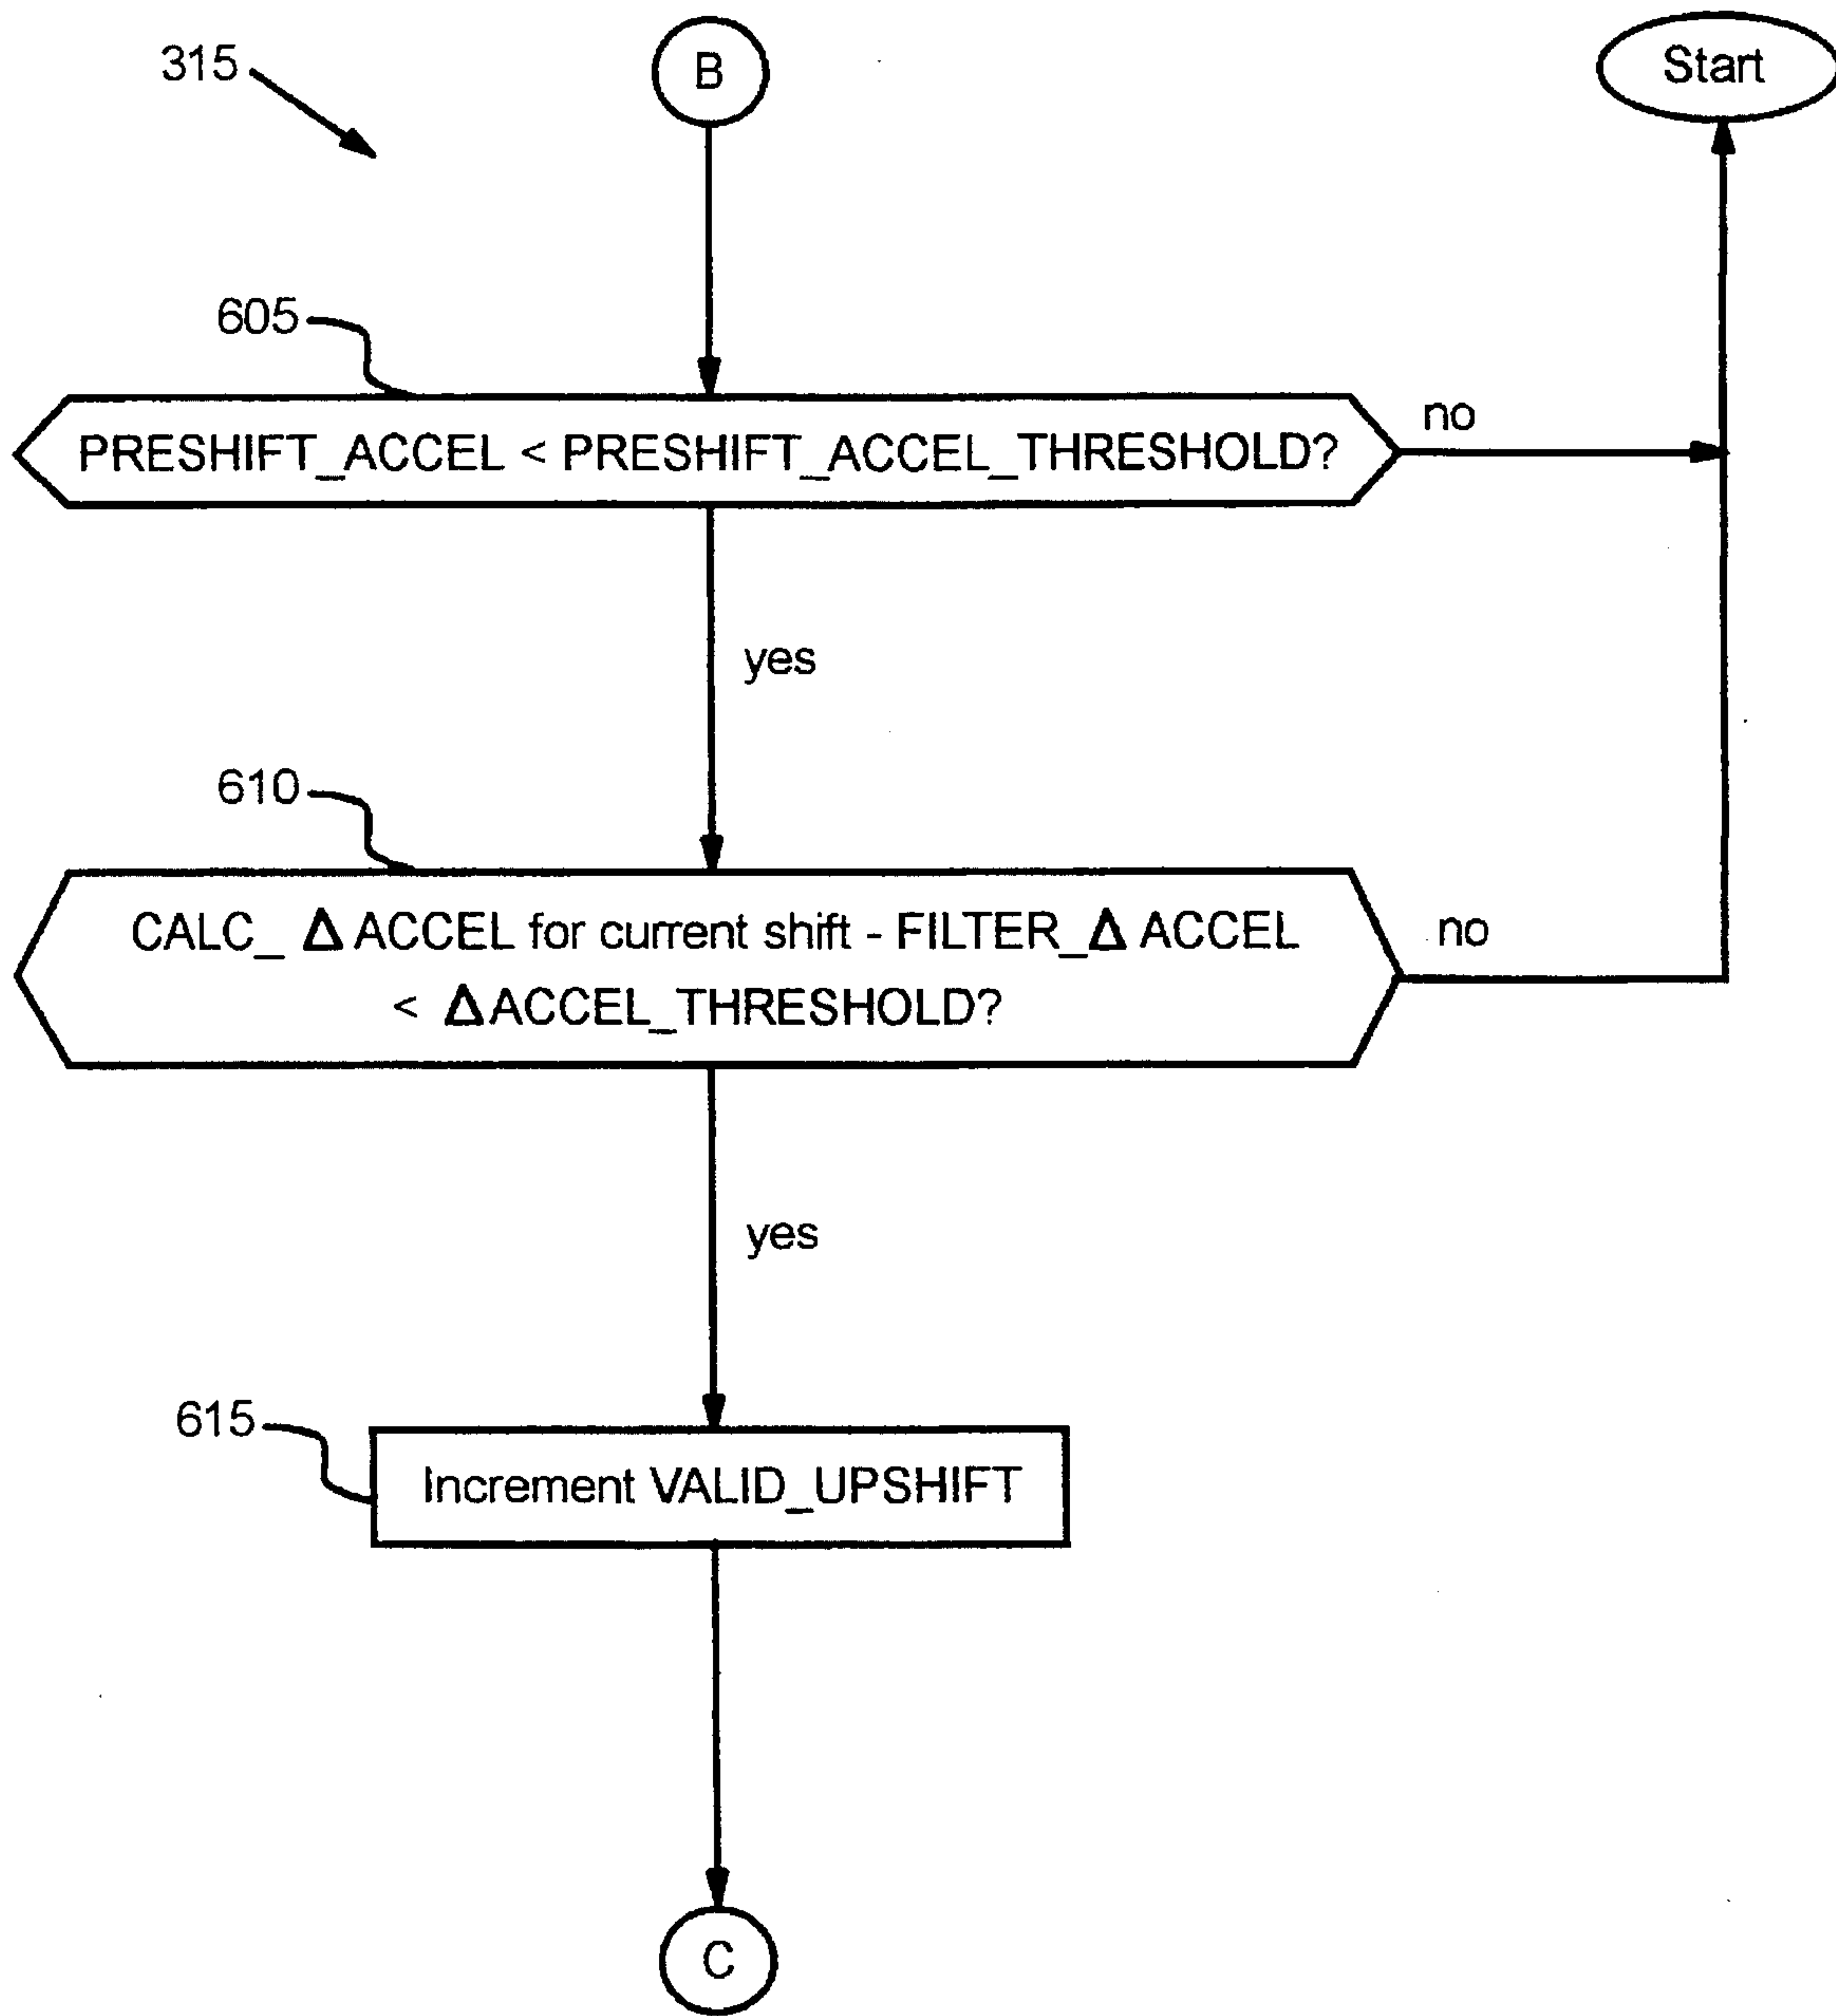 315
B
Start
605
PRESHIFT_ACCEL < PRESHIFT_ACCEL_THRESHOLD?
no
yes
610
CALC_ Δ ACCEL for current shift - FILTER_Δ ACCEL
< ΔACCEL_THRESHOLD?
no
yes
615
Increment VALID_UPSHIFT
C